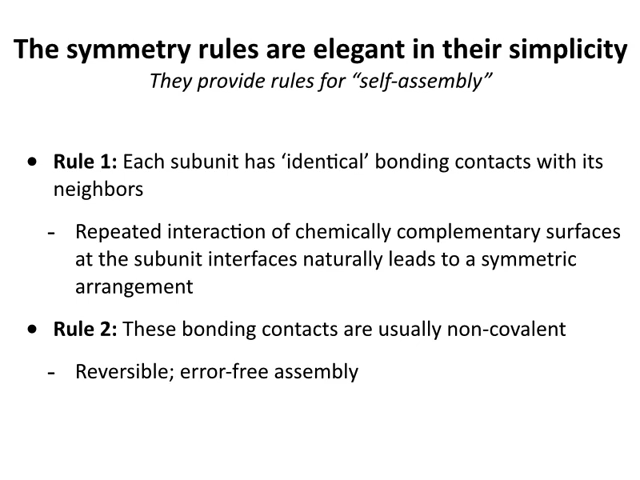 The symmetry rules are elegant in their simplicity
They provide rules for “self-assembly”
• Rule 1: Each subunit has ‘identical’ bonding contacts with its
neighbors
- Repeated interaction of chemically complementary surfaces
at the subunit interfaces naturally leads to a symmetric
arrangement
• Rule 2: These bonding contacts are usually non-covalent
- Reversible; error-free assembly